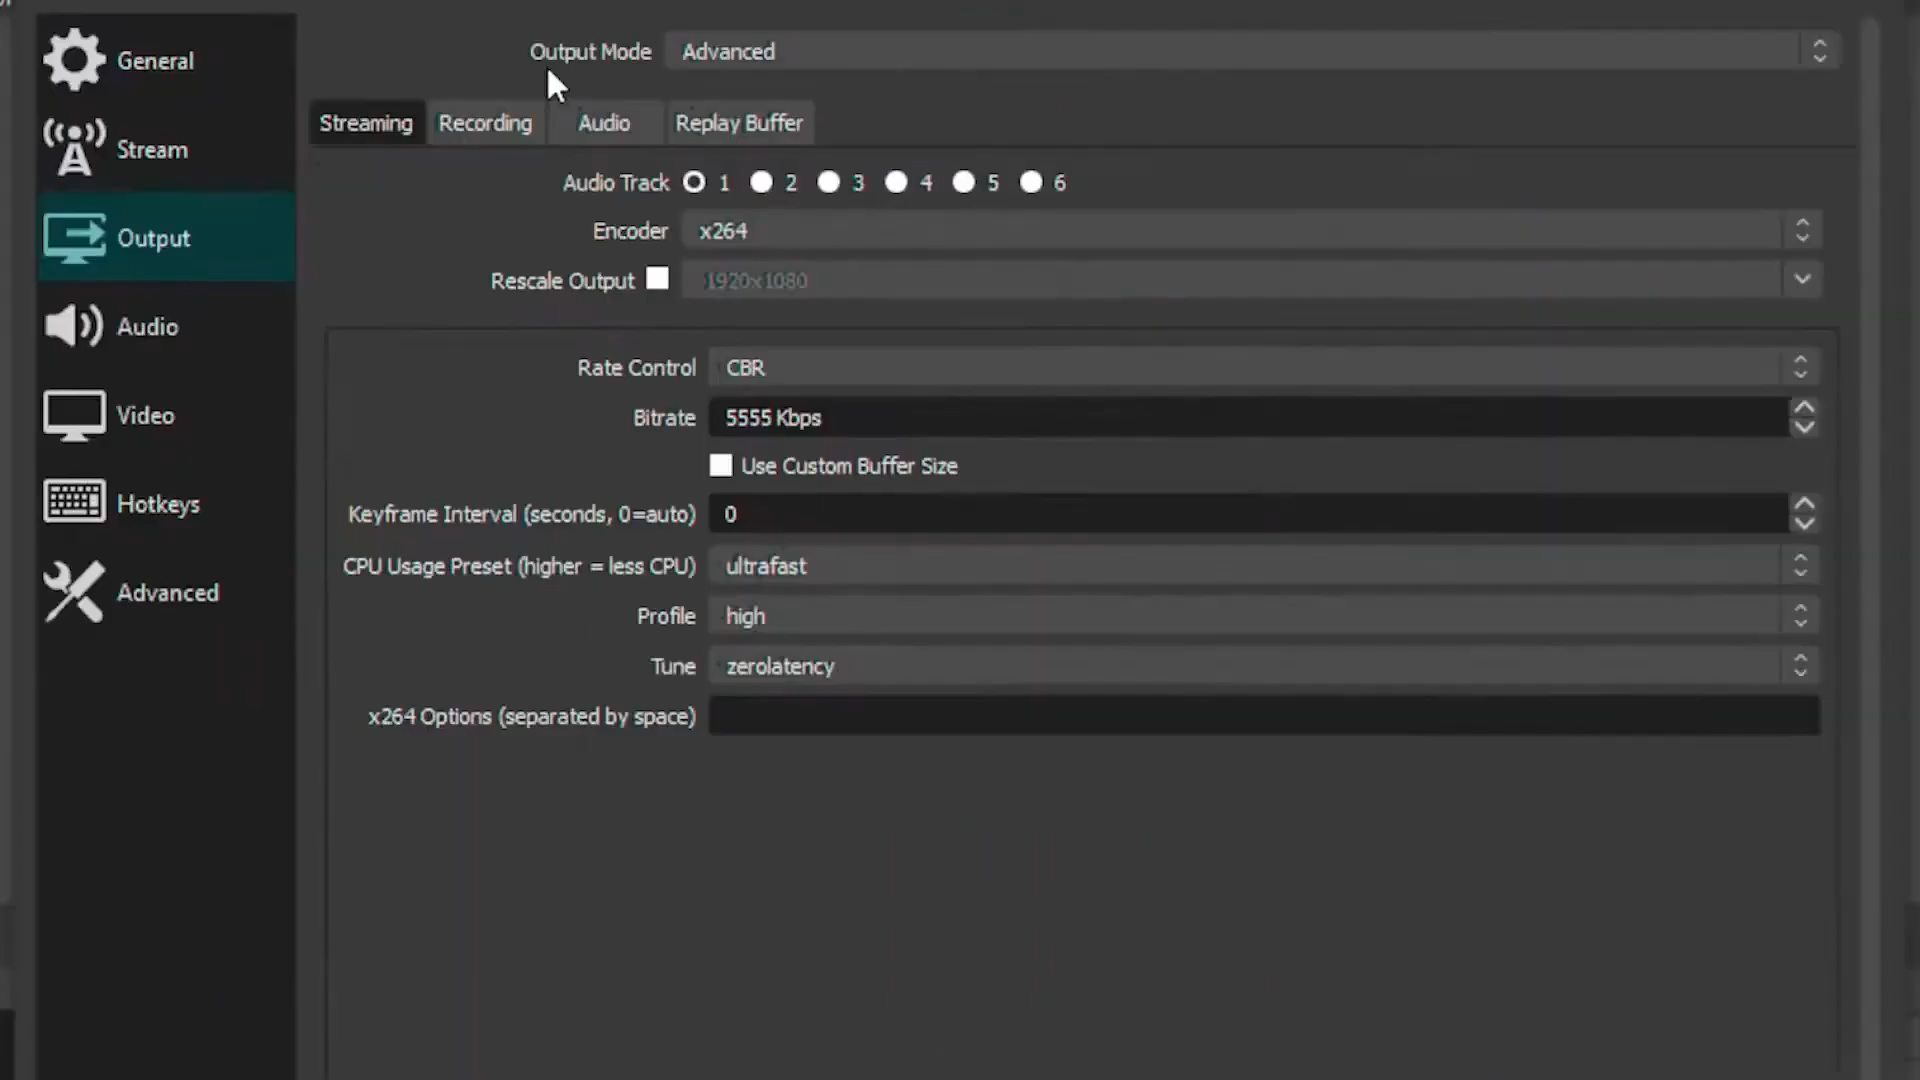 General
Stream
Output
Audio
Video
Hotkeys
Advanced
Output Mode Advanced
Streaming Recording Audio Replay Buffer
Audio Track 1 2 3 4 5 6
Encoder x264
Rescale Output 1920x1080
Rate Control CBR
Bitrate 5555 Kbps
Use Custom Buffer Size
Keyframe Interval (seconds, 0=auto) 0
CPU Usage Preset (higher = less CPU) ultrafast
Profile high
Tune zerolatency
x264 Options (separated by space)